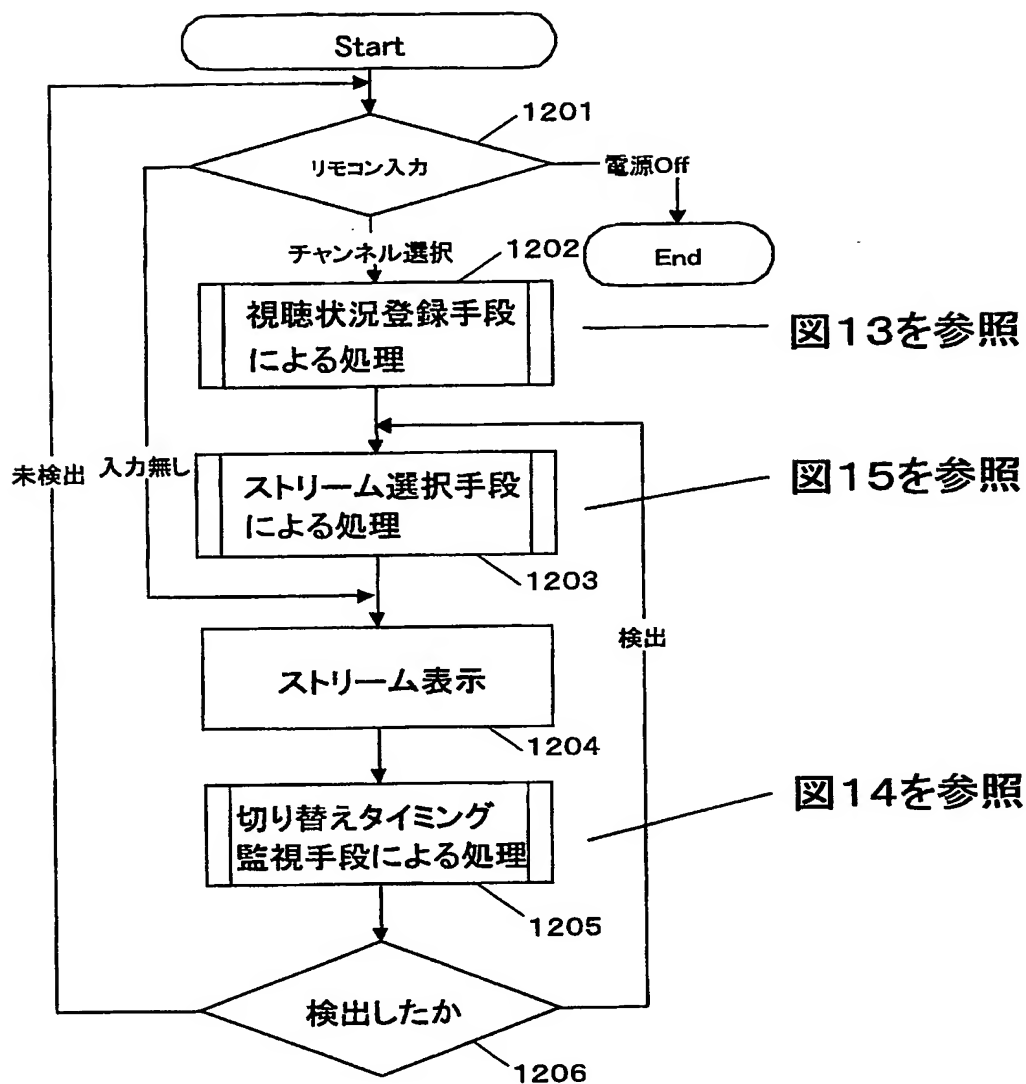 Start
1201
リモコン入力
電源Off
End
チャンネル選択
1202
視聴状況登録手段
による処理
図13を参照
未検出
入力無し
ストリーム選択手段
による処理
図15を参照
1203
検出
ストリーム表示
1204
図14を参照
切り替えタイミング
監視手段による処理
1205
検出したか
1206